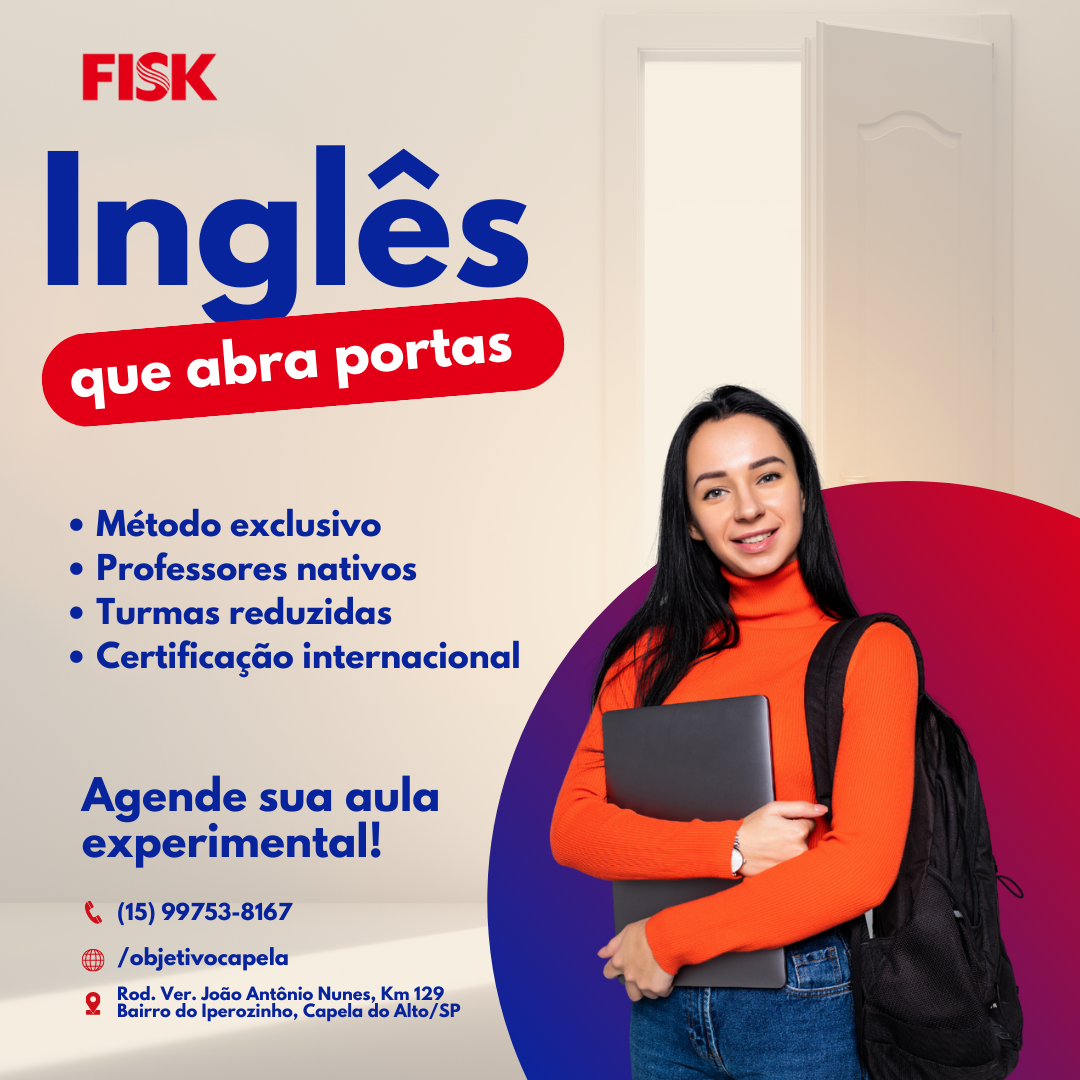 FISK
Inglês
que abra portas
• Método exclusivo
• Professores nativos
• Turmas reduzidas
• Certificação internacional
Agende sua aula
experimental!
(15) 99753-8167
/objetivocapela
Rod. Ver. João Antônio Nunes, Km 129
Bairro do Iperozinho, Capela do Alto/SP